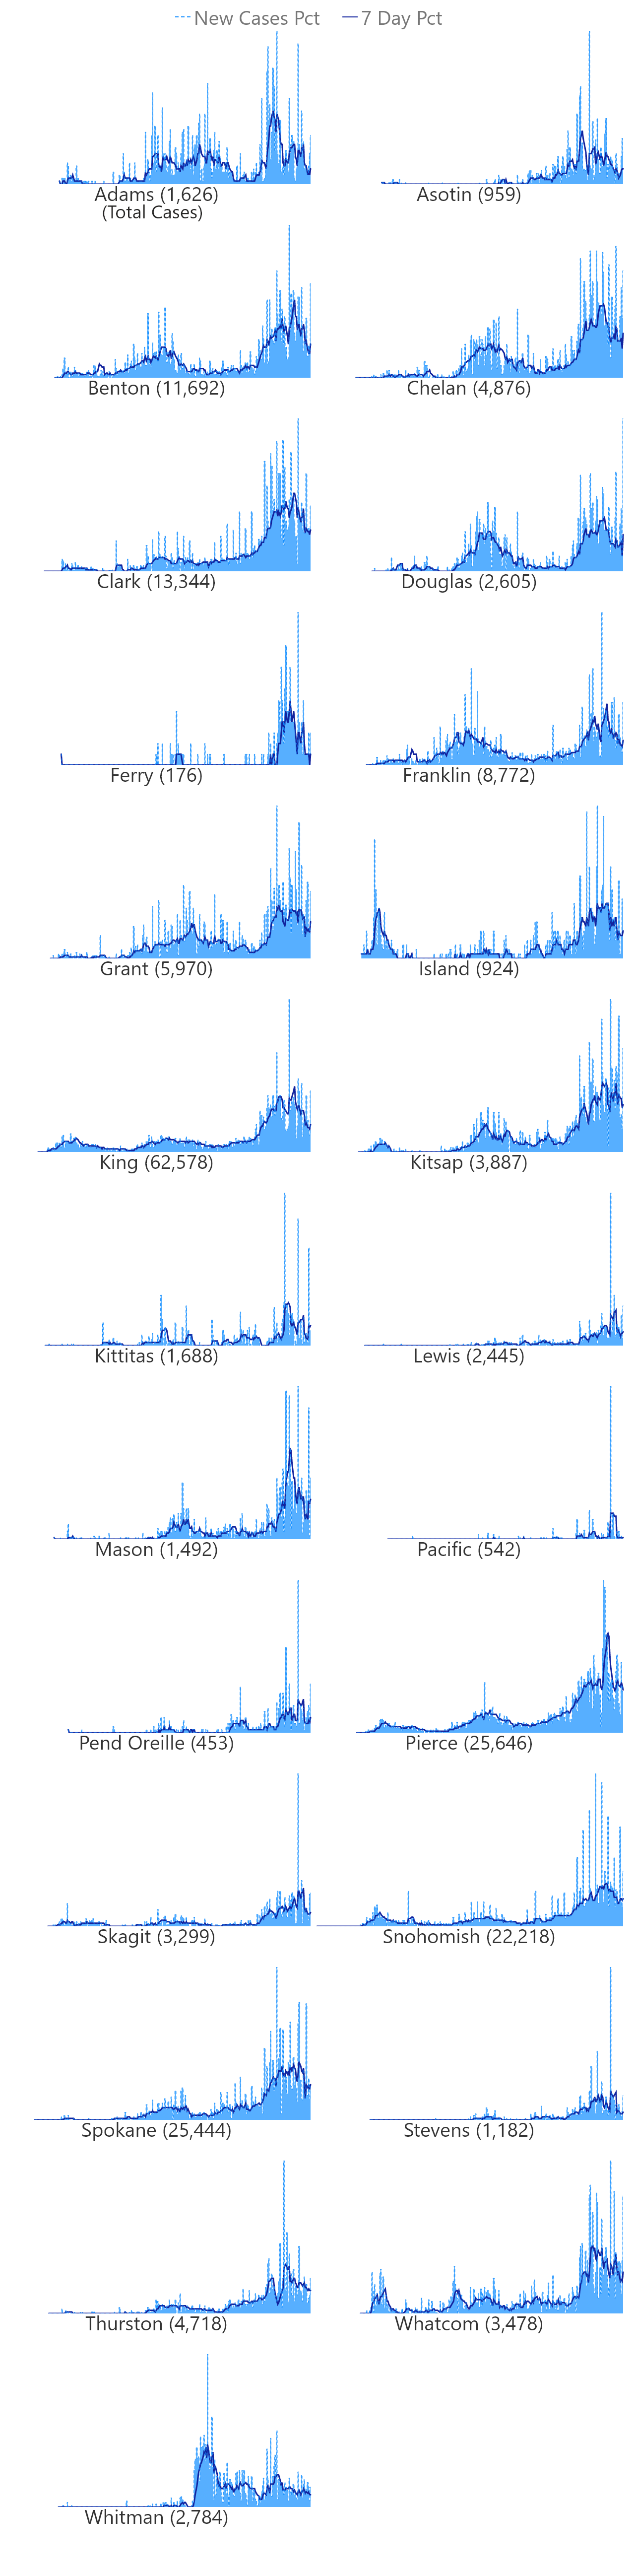 New Cases Pct 7 Day Pct
Adams (1,626) Asotin (959)
(Total Cases)
Benton (11,692) Chelan (4,876)
Clark (13,344) Douglas (2,605)
Ferry (176) Franklin (8,772)
Grant (5,970) Island (924)
King (62,578) Kitsap (3,887)
Kittitas (1,688) Lewis (2,445)
Mason (1,492) Pacific (542)
Pend Oreille (453) Pierce (25,646)
Skagit (3,299) Snohomish (22,218)
Spokane (25,444) Stevens (1,182)
Thurston (4,718) Whatcom (3,478)
Whitman (2,784)